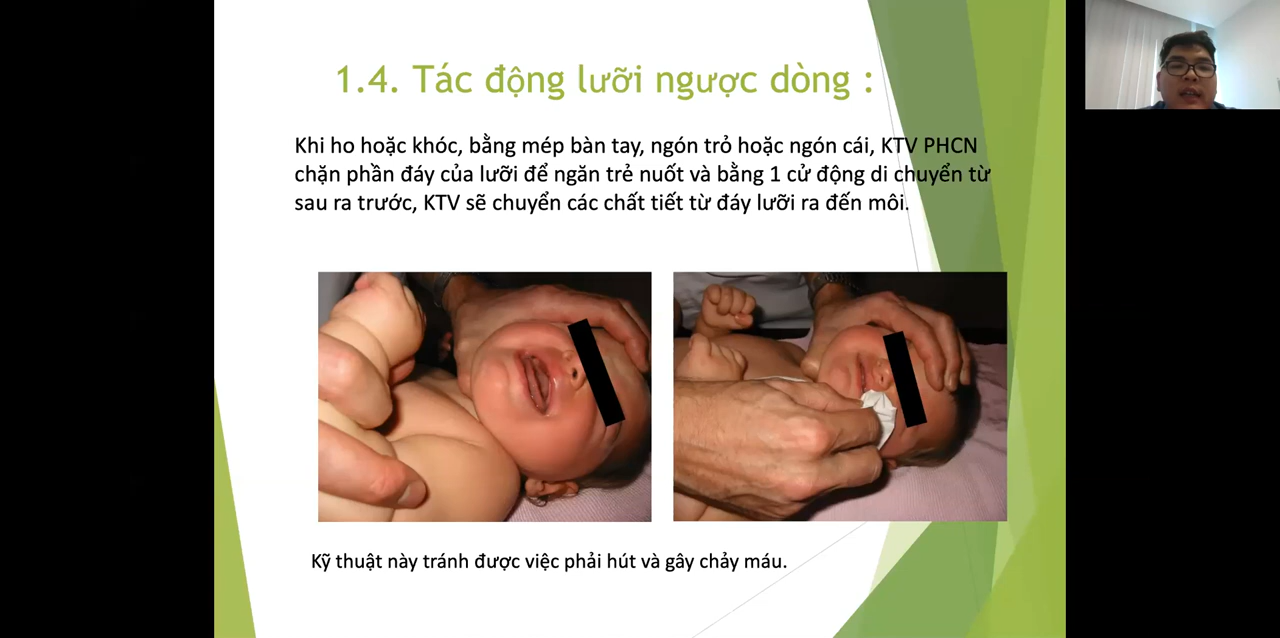 1.4. Tác động lưỡi ngược dòng :
Khi ho hoặc khóc, bằng mép bàn tay, ngón trỏ hoặc ngón cái, KTV PHCN
chặn phần đáy của lưỡi để ngăn trẻ nuốt và bằng 1 cử động di chuyển từ
sau ra trước, KTV sẽ chuyển các chất tiết từ đáy lưỡi ra đến môi.
Kỹ thuật này tránh được việc phải hút và gây chảy máu.